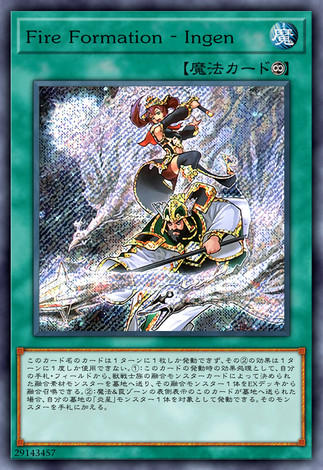 Fire Formation - Ingen
魔
【魔法カード】
このカード名のカードは１ターンに１枚しか発動できず、その②の効果は１タ
ーンに１度しか使用できない。①：このカードの発動時の効果処理として、自分
の手札・フィールドから、獣戦士族の融合モンスターカードによって決められ
た融合素材モンスターを墓地へ送り、その融合モンスター１体をEXデッキから
融合召喚できる。②：魔法&罠ゾーンの表側表示のこのカードが墓地へ送られ
た場合、自分の墓地の「炎星」モンスター１体を対象として発動できる。そのモン
スターを手札に加える。
29143457